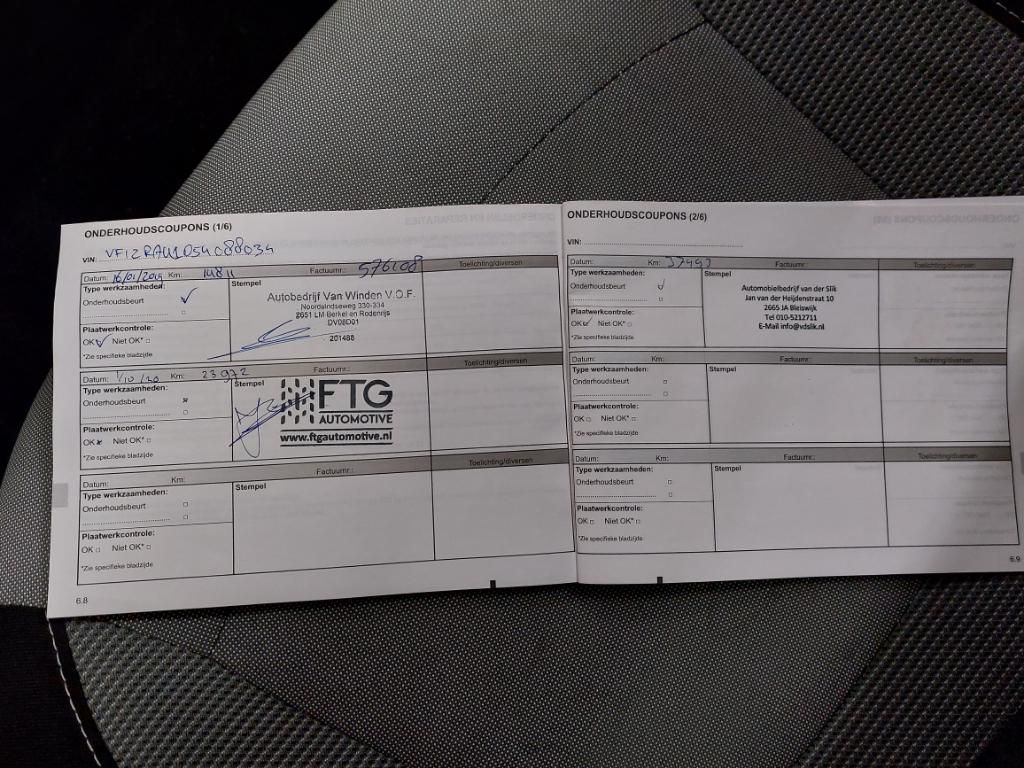 ONDERHOUDSCOUPONS (1/6)
VIN: VF12RAU1D54088034
Datum: 16/01/2019 Km: 14811 Factuurnr.: 576108 Toelichting/diversen
Type werkzaamheden: Stempel
Onderhoudsbeurt
Autobedrijf Van Winden V.O.F.
Noordeindseweg 330-334
2651 LM Berkel en Rodenrijs
DV08D01
201488
Plaatwerkcontrole:
OK Niet OK*
*Zie specifieke bladzijde
Datum: 1/10/20 Km: 23972 Factuurnr.: Toelichting/diversen
Type werkzaamheden: Stempel
Onderhoudsbeurt
FTG
AUTOMOTIVE
www.ftgautomotive.nl
Plaatwerkcontrole:
OK Niet OK*
*Zie specifieke bladzijde
Datum: Km: Factuurnr.: Toelichting/diversen
Type werkzaamheden: Stempel
Onderhoudsbeurt
Plaatwerkcontrole:
OK Niet OK*
*Zie specifieke bladzijde
6.8
ONDERHOUDSCOUPONS (2/6)
VIN:
Datum: Km: 37493 Factuurnr.: Toelichting/diversen
Type werkzaamheden: Stempel
Onderhoudsbeurt
Automobielbedrijf van der Slik
Jan van der Heijdenstraat 10
2665 JA Bleiswijk
Tel 010-5212711
E-Mail info@vdslik.nl
Plaatwerkcontrole:
OK Niet OK*
*Zie specifieke bladzijde
Datum: Km: Factuurnr.: Toelichting/diversen
Type werkzaamheden: Stempel
Onderhoudsbeurt
Plaatwerkcontrole:
OK Niet OK*
*Zie specifieke bladzijde
Datum: Km: Factuurnr.: Toelichting/diversen
Type werkzaamheden: Stempel
Onderhoudsbeurt
Plaatwerkcontrole:
OK Niet OK*
*Zie specifieke bladzijde
6.9